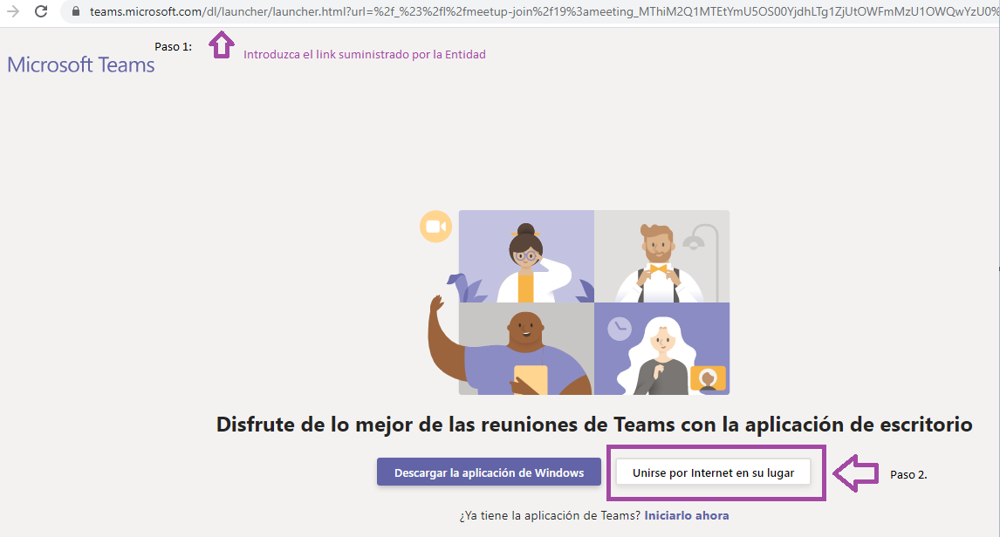 teams.microsoft.com/dl/launcher/launcher.html?url=%2f_%23%2fl%2fmeetup-join%2f19%3ameeting_MThiM2Q1MTEtYmU5OS00YjdhLTg1ZjUtOWFmMzU1OWQwYzU0%
Paso 1:
Introduzca el link suministrado por la Entidad
Microsoft Teams
Disfrute de lo mejor de las reuniones de Teams con la aplicación de escritorio
Descargar la aplicación de Windows
Unirse por Internet en su lugar
Paso 2.
¿Ya tiene la aplicación de Teams? Iniciarlo ahora